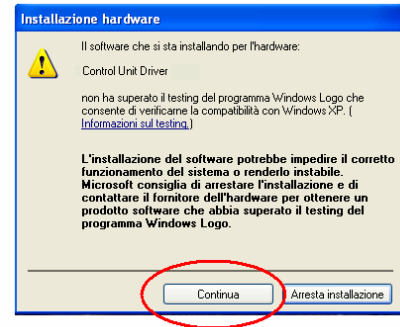 Installazione hardware
Il software che si sta installando per l'hardware:
Control Unit Driver
non ha superato il testing del programma Windows Logo che
consente di verificarne la compatibilità con Windows XP. (
Informazioni sul testing.)
L'installazione del software potrebbe impedire il corretto
funzionamento del sistema o renderlo instabile.
Microsoft consiglia di arrestare l'installazione e di
contattare il fornitore dell'hardware per ottenere un
prodotto software che abbia superato il testing del
programma Windows Logo.
Continua
Arresta installazione